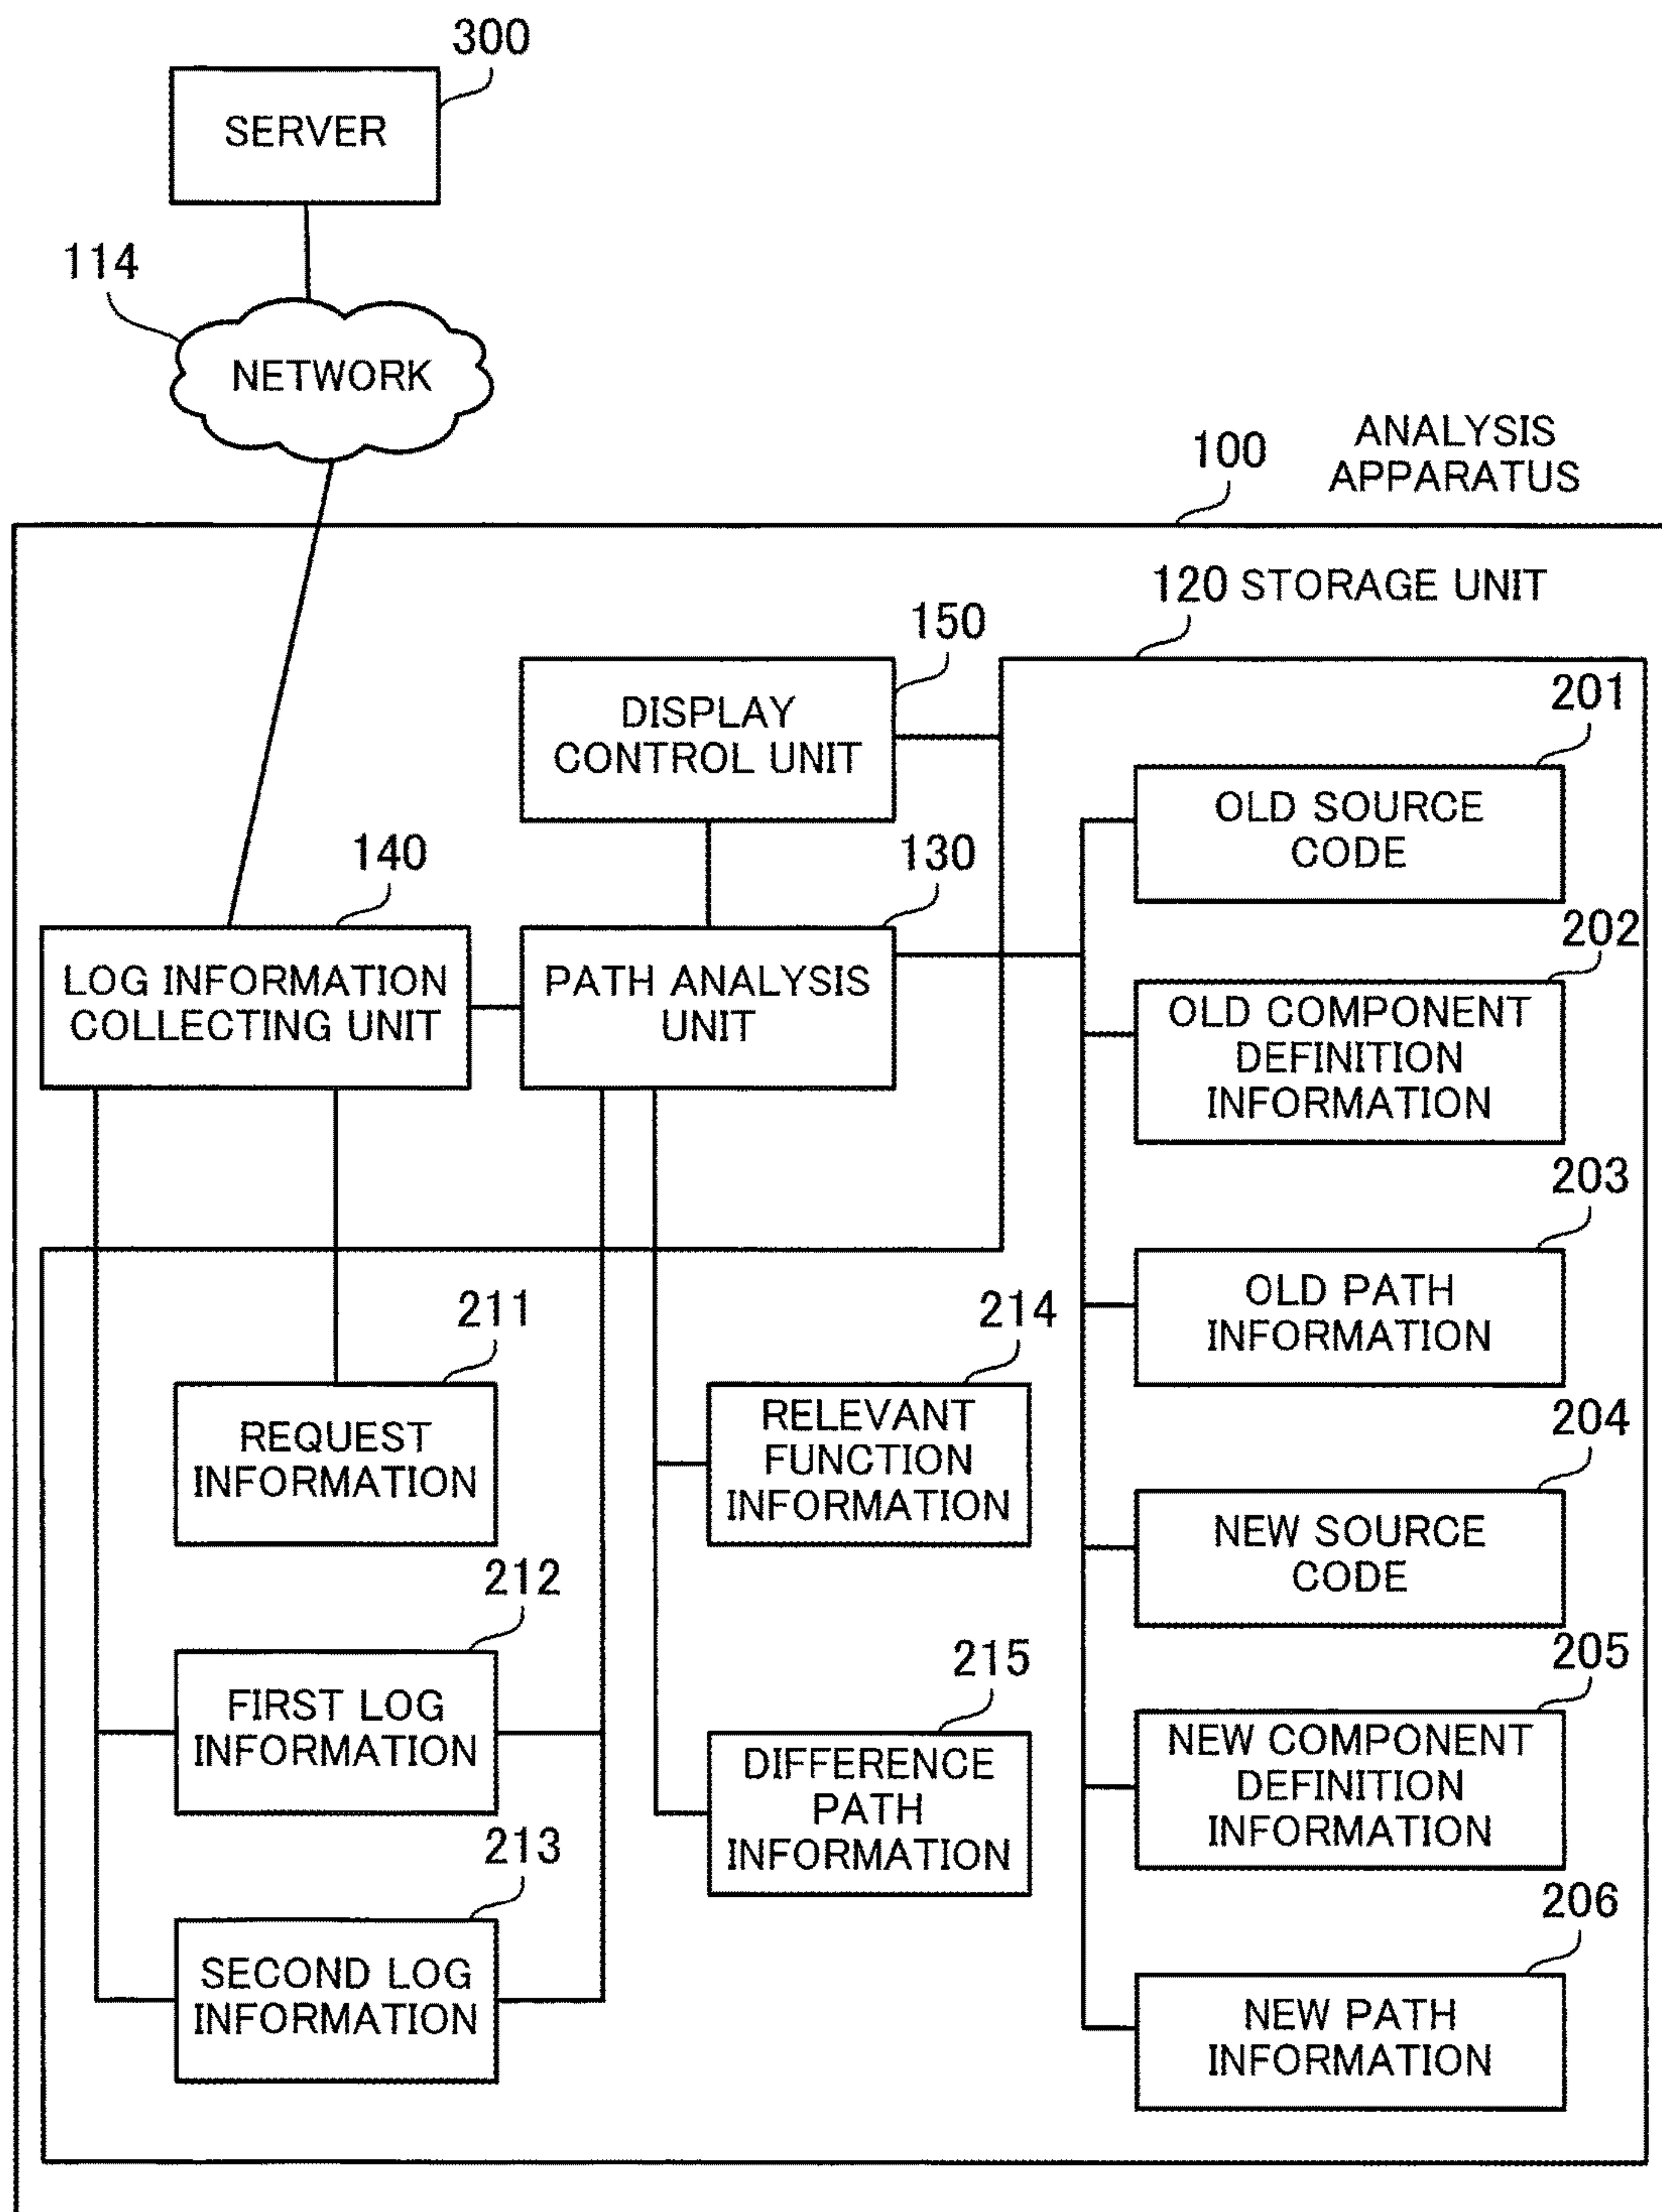 300
SERVER
114
NETWORK
100
ANALYSIS
APPARATUS
120 STORAGE UNIT
150
DISPLAY
CONTROL UNIT
201
OLD SOURCE
CODE
140
LOG INFORMATION
COLLECTING UNIT
130
PATH ANALYSIS
UNIT
202
OLD COMPONENT
DEFINITION
INFORMATION
203
OLD PATH
INFORMATION
211
REQUEST
INFORMATION
214
RELEVANT
FUNCTION
INFORMATION
204
NEW SOURCE
CODE
212
FIRST LOG
INFORMATION
215
DIFFERENCE
PATH
INFORMATION
205
NEW COMPONENT
DEFINITION
INFORMATION
213
SECOND LOG
INFORMATION
206
NEW PATH
INFORMATION